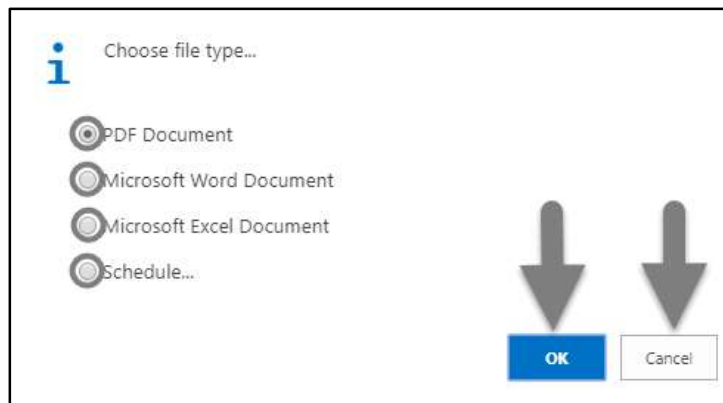 Choose file type...
PDF Document
Microsoft Word Document
Microsoft Excel Document
Schedule...
OK
Cancel